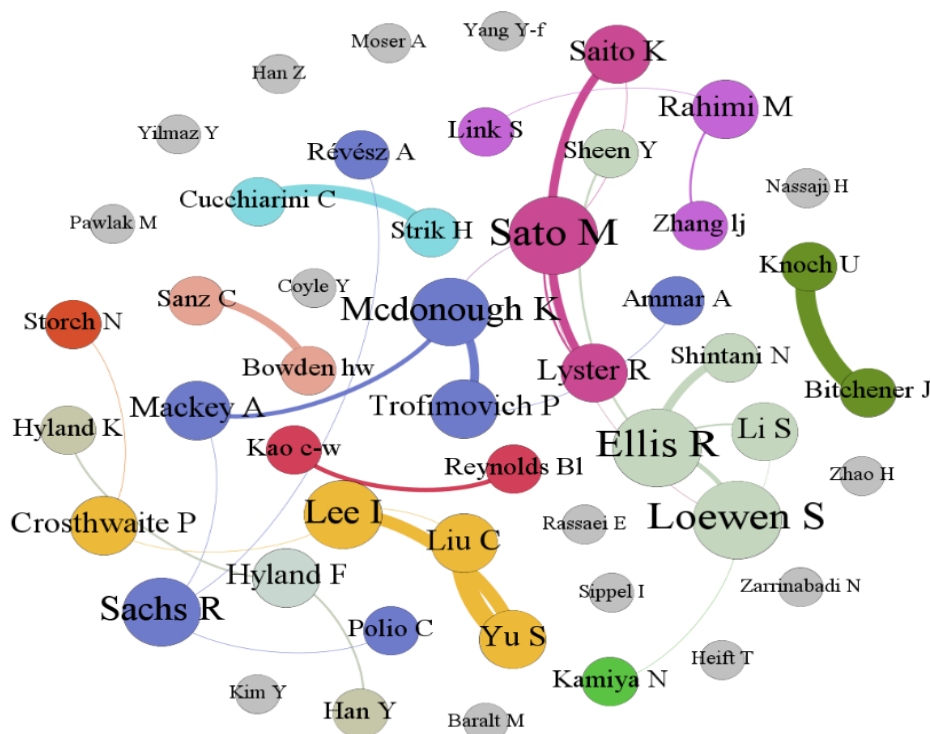 Yang Y-f
Moser A
Saito K
Han Z
Rahimi M
Link S
Yilmaz Y
Révész A
Sheen Y
Nassaji H
Cucchiarini C
Pawlak M
Zhang lj
Strik H
Sato M
Knoch U
Coyle Y
Sanz C
Ammar A
Mcdonough K
Storch N
Shintani N
Bowden hw
Lyster R
Bitchener J
Mackey A
Trofimovich P
Hyland K
Li S
Ellis R
Kao c-w
Reynolds Bl
Zhao H
Lee I
Loewen S
Crosthwaite P
Rassaei E
Liu C
Hyland F
Zarrinabadi N
Sippel I
Sachs R
Polio C
Yu S
Heift T
Kamiya N
Kim Y
Han Y
Baralt M